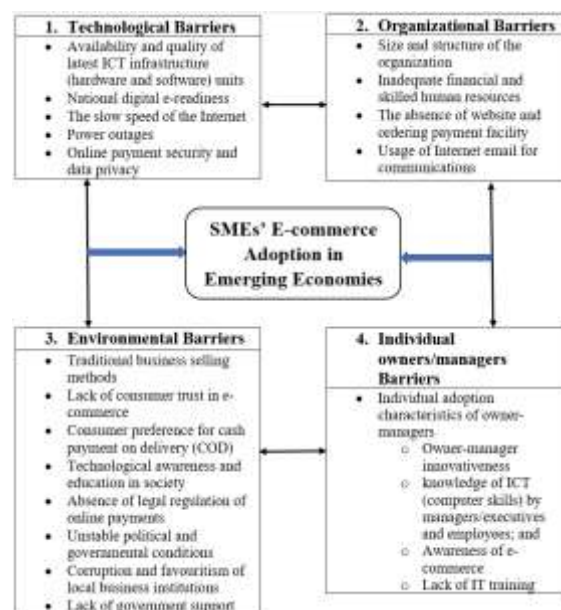 1. Technological Barriers
• Availability and quality of
latest ICT infrastructure
(hardware and software) units
• National digital e-readiness
• The slow speed of the Internet
• Power outages
• Online payment security and
data privacy
2. Organizational Barriers
• Size and structure of the
organization
• Inadequate financial and
skilled human resources
• The absence of website and
ordering payment facility
• Usage of Internet email for
communications
SMEs' E-commerce
Adoption in
Emerging Economies
3. Environmental Barriers
• Traditional business selling
methods
• Lack of consumer trust in e-
commerce
• Consumer preference for cash
payment on delivery (COD)
• Technological awareness and
education in society
• Absence of legal regulation of
online payments
• Unstable political and
governmental conditions
• Corruption and favouritism of
local business institutions
• Lack of government support
4. Individual
owners/managers
Barriers
• Individual adoption
characteristics of owner-
managers
o Owner-manager
innovativeness
o knowledge of ICT
(computer skills) by
managers/executives
and employees; and
o Awareness of e-
commerce
o Lack of IT training